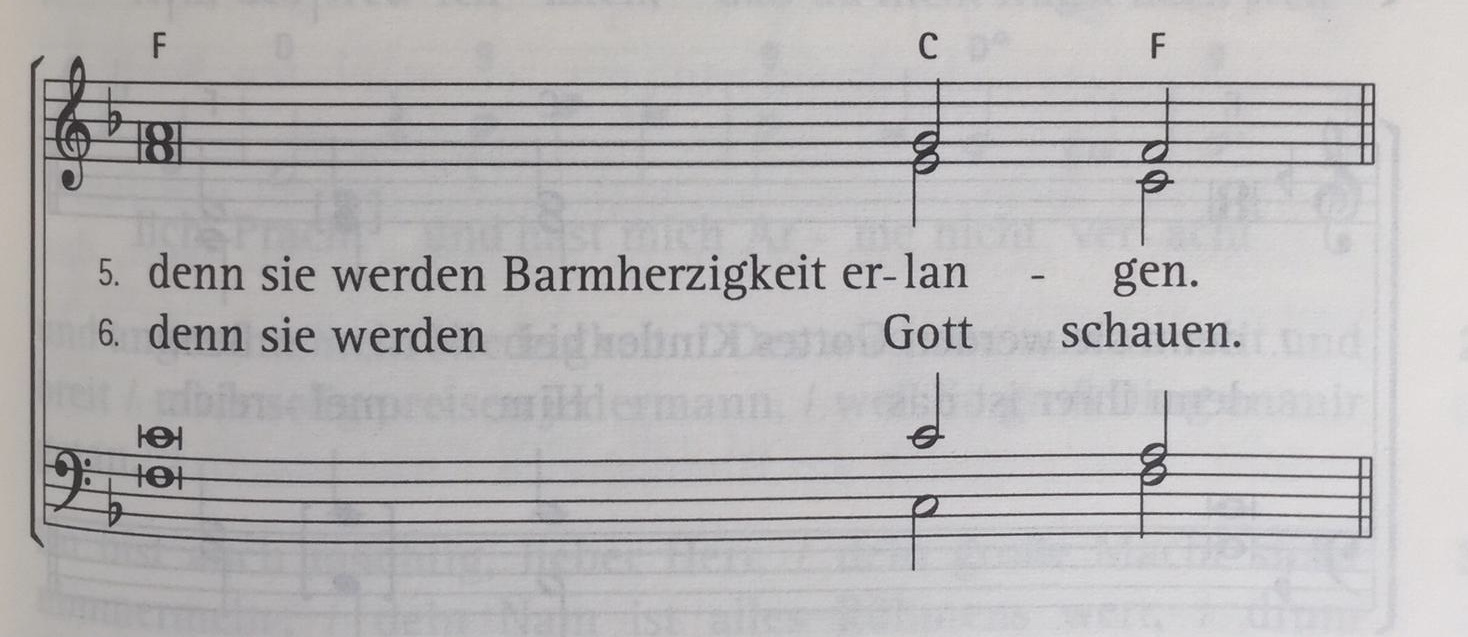 F C F
5. denn sie werden Barmherzigkeit er-lan - gen.
6. denn sie werden Gott schauen.